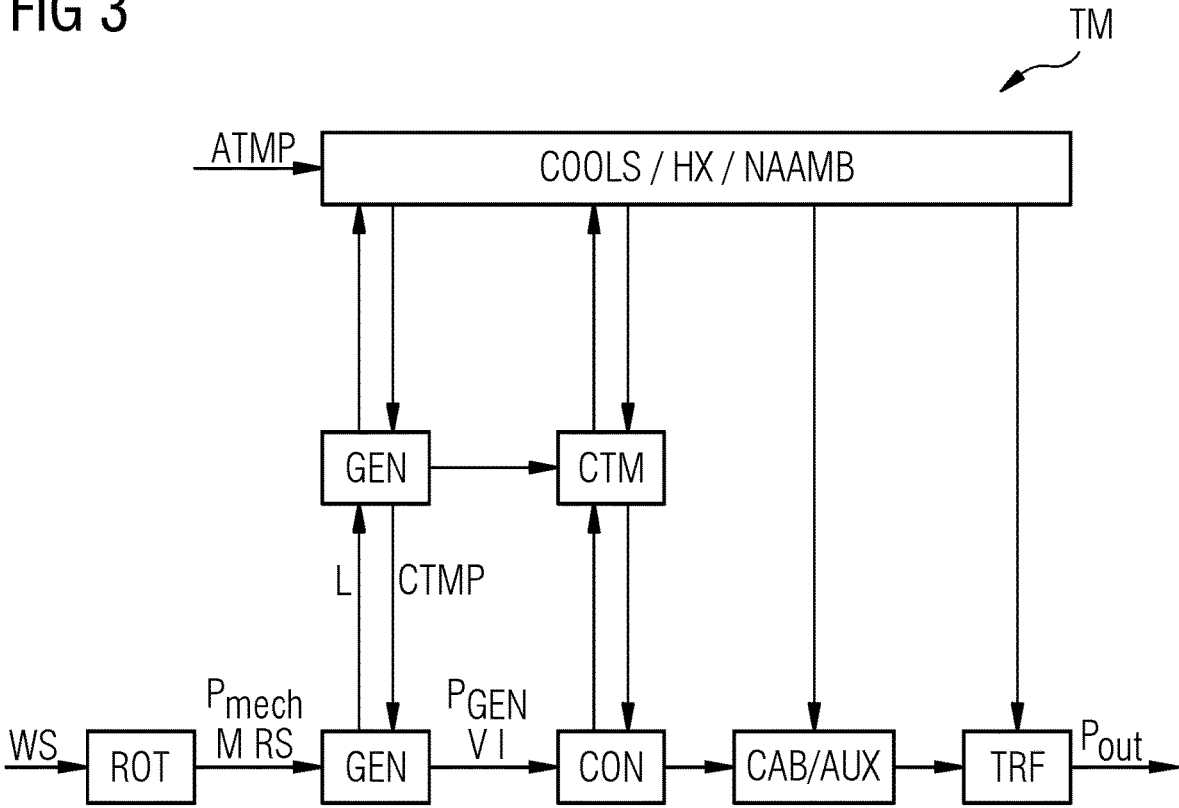 FIG 3
TM
ATMP
COOLS / HX / NAAMB
GEN
CTM
L
CTMP
Pmech
PGEN
WS
ROT
M RS
GEN
V I
CON
CAB/AUX
TRF
Pout